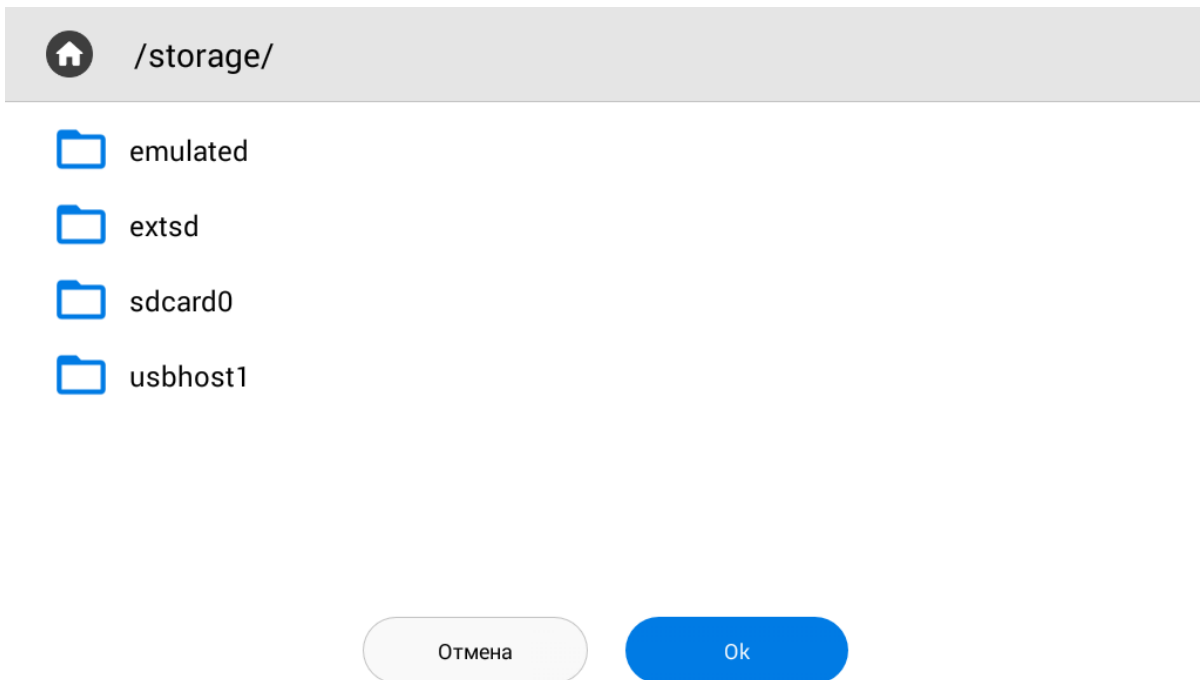 /storage/
emulated
extsd
sdcard0
usbhost1
Отмена
Ok